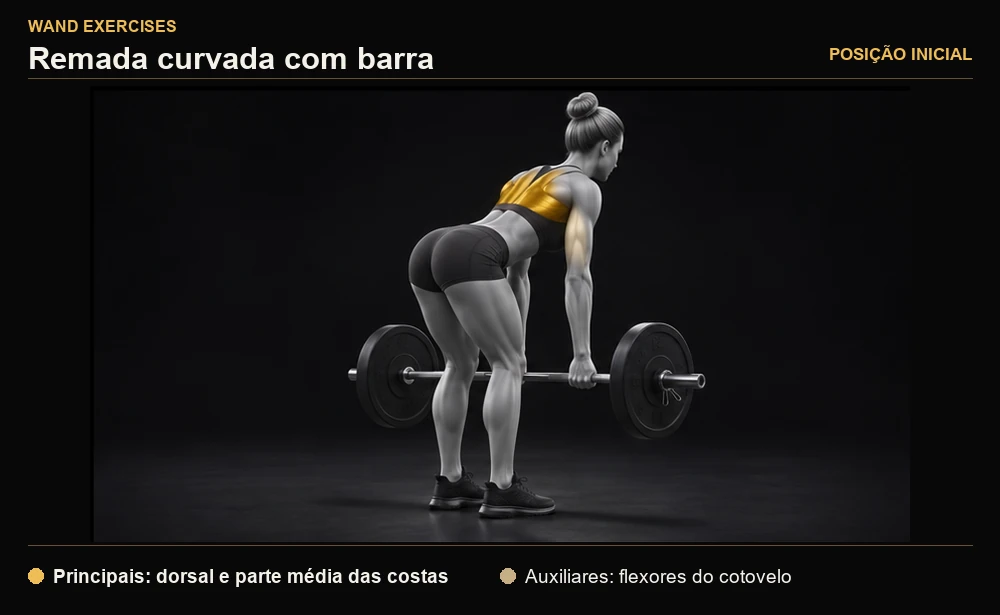 WAND EXERCISES
Remada curvada com barra
POSIÇÃO INICIAL
Principais: dorsal e parte média das costas
Auxiliares: flexores do cotovelo